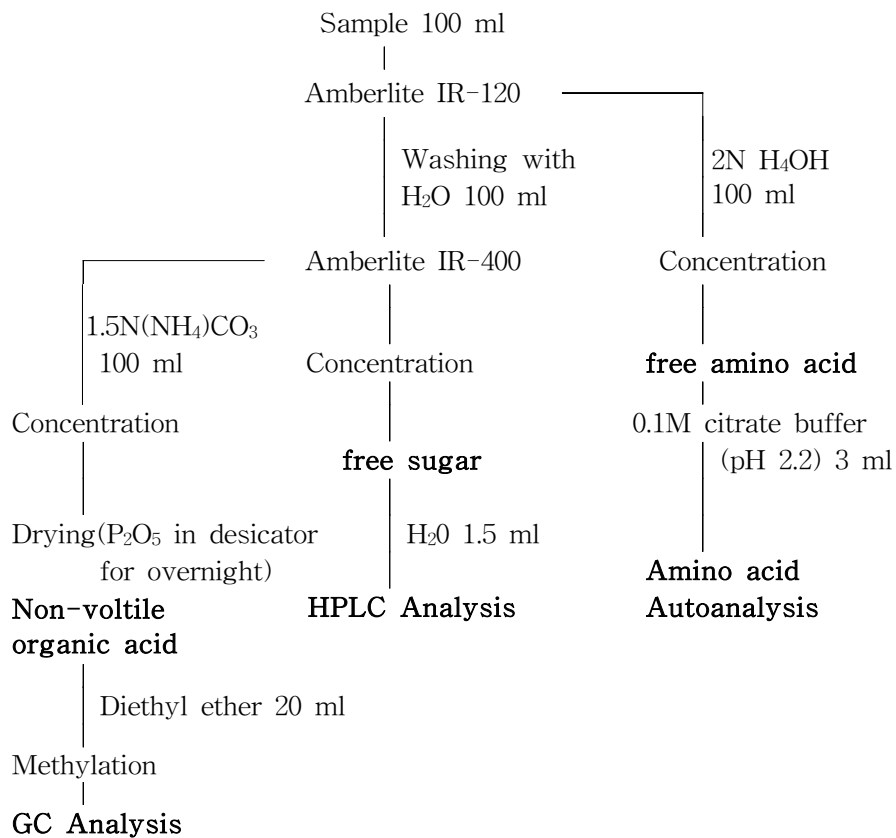 Sample 100 ml
Amberlite IR-120
Washing with
H₂O 100 ml
2N H₄OH
100 ml
Amberlite IR-400
Concentration
1.5N(NH₄)CO₃
100 ml
Concentration
free amino acid
Concentration
0.1M citrate buffer
(pH 2.2) 3 ml
free sugar
Drying(P₂O₅ in desicator
for overnight)
H₂0 1.5 ml
Amino acid
Autoanalysis
Non-voltile
organic acid
HPLC Analysis
Diethyl ether 20 ml
Methylation
GC Analysis